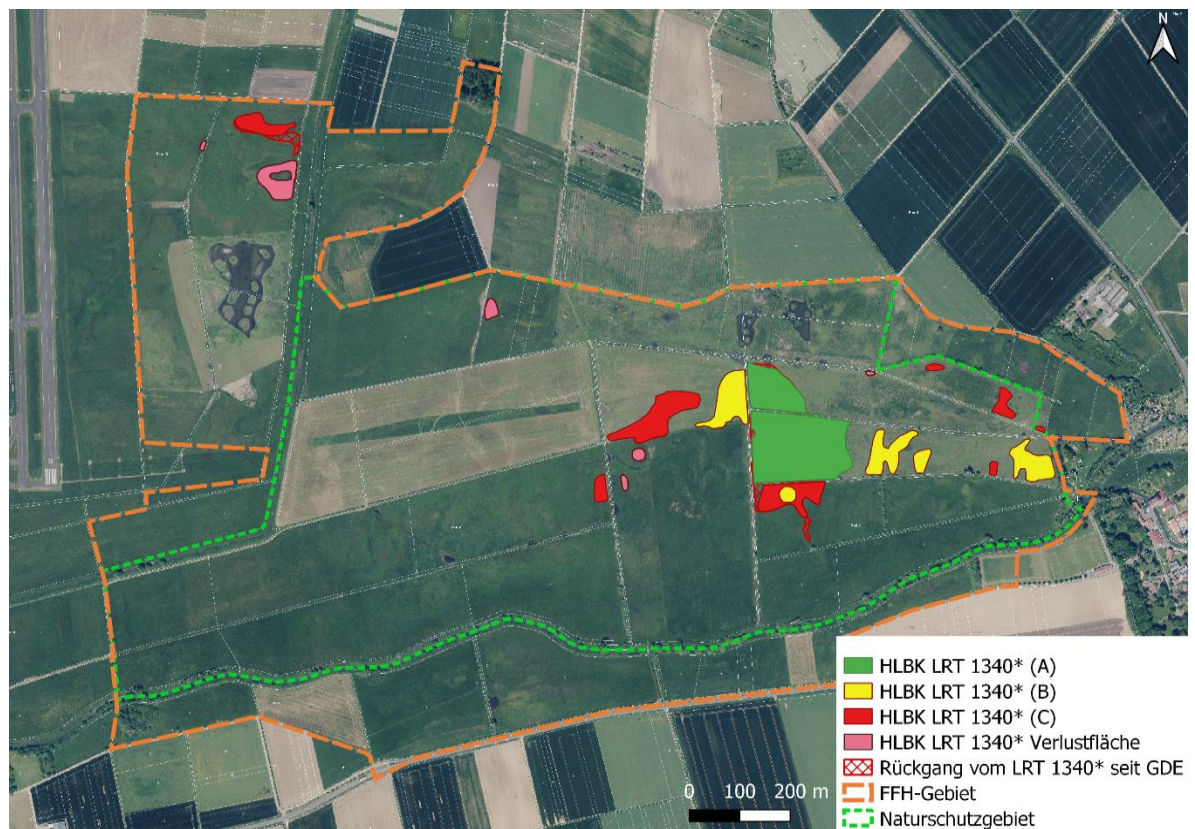 N
HLBK LRT 1340* (A)
HLBK LRT 1340* (B)
HLBK LRT 1340* (C)
HLBK LRT 1340* Verlustfläche
Rückgang vom LRT 1340* seit GDE
FFH-Gebiet
Naturschutzgebiet
0 100 200 m